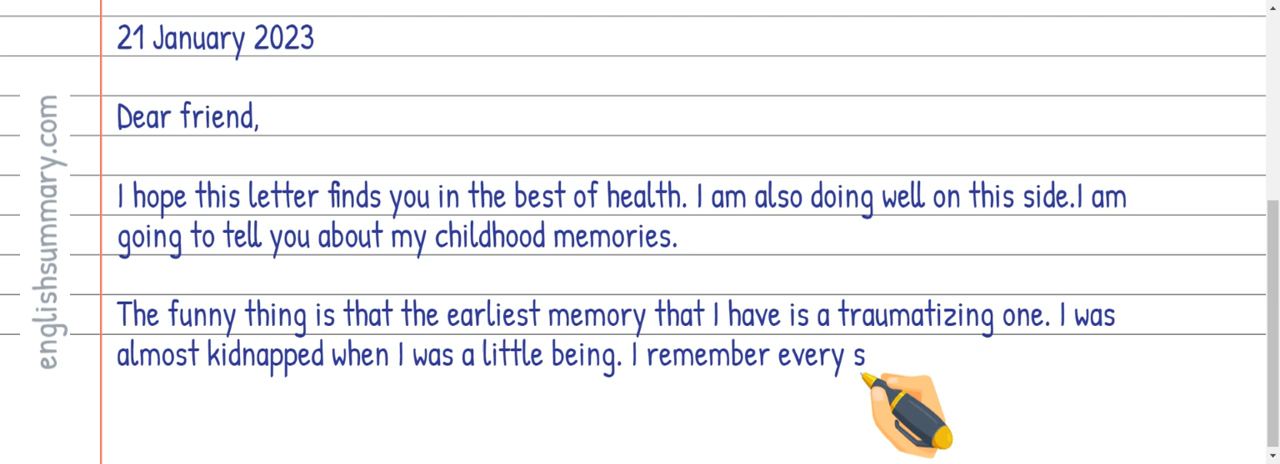 21 January 2023
Dear friend,
I hope this letter finds you in the best of health. I am also doing well on this side.I am
going to tell you about my childhood memories.
The funny thing is that the earliest memory that I have is a traumatizing one. I was
almost kidnapped when I was a little being. I remember every s
englishsummary.com